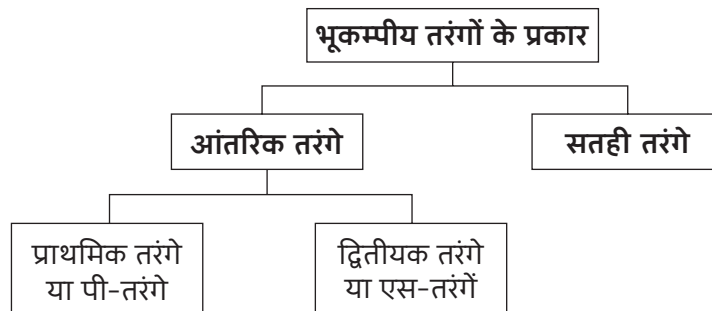 भूकम्पीय तरंगों के प्रकार
आंतरिक तरंगे
सतही तरंगे
प्राथमिक तरंगे
या पी-तरंगे
द्वितीयक तरंगे
या एस-तरंगें